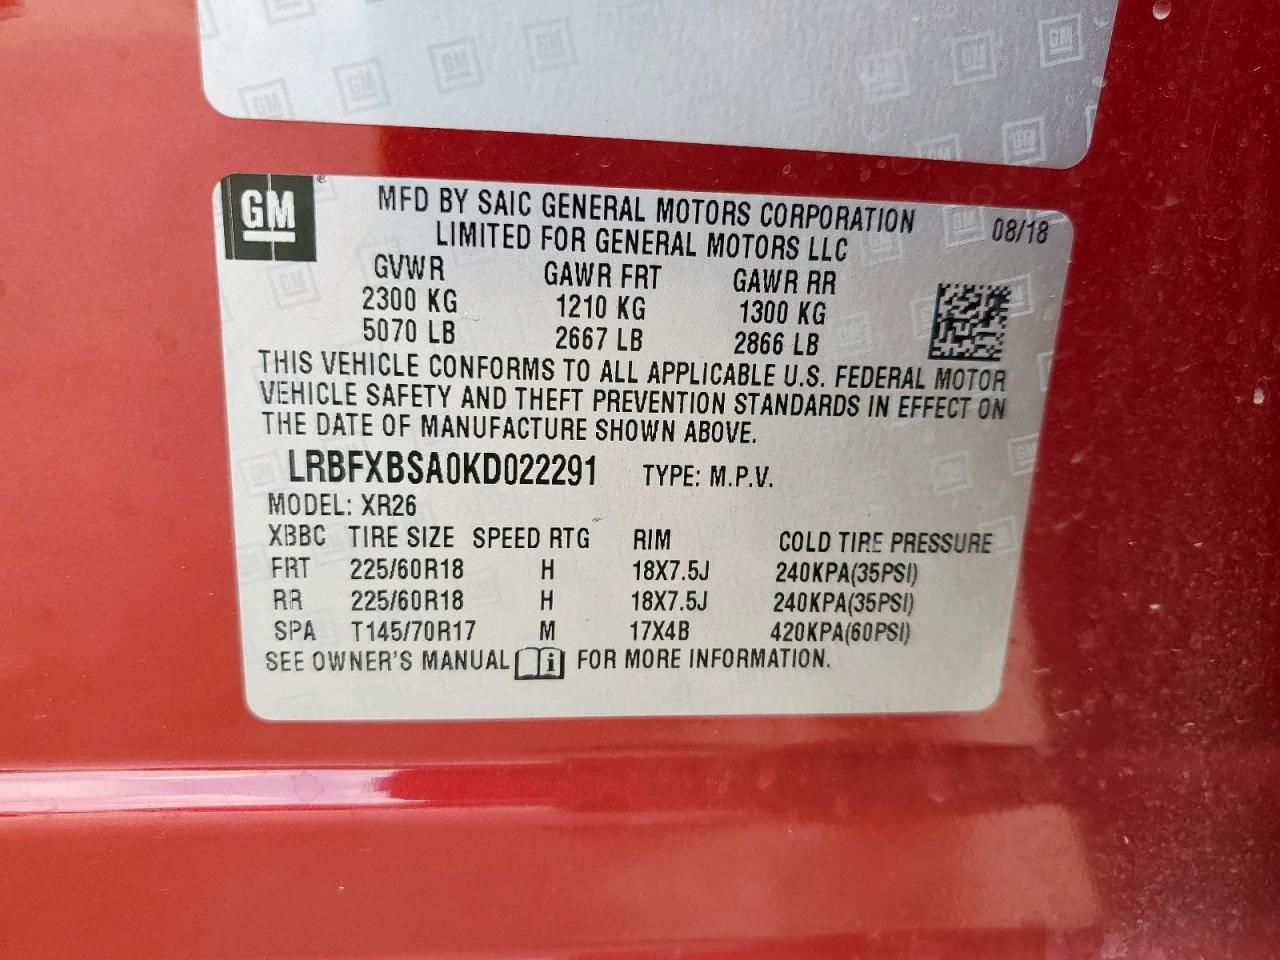 GM
MFD BY SAIC GENERAL MOTORS CORPORATION
LIMITED FOR GENERAL MOTORS LLC
08/18
GVWR GAWR FRT GAWR RR
2300 KG 1210 KG 1300 KG
5070 LB 2667 LB 2866 LB
THIS VEHICLE CONFORMS TO ALL APPLICABLE U.S. FEDERAL MOTOR
VEHICLE SAFETY AND THEFT PREVENTION STANDARDS IN EFFECT ON
THE DATE OF MANUFACTURE SHOWN ABOVE.
LRBFXBSA0KD022291 TYPE: M.P.V.
MODEL: XR26
XBBC TIRE SIZE SPEED RTG RIM COLD TIRE PRESSURE
FRT 225/60R18 H 18X7.5J 240KPA(35PSI)
RR 225/60R18 H 18X7.5J 240KPA(35PSI)
SPA T145/70R17 M 17X4B 420KPA(60PSI)
SEE OWNER'S MANUAL i FOR MORE INFORMATION.